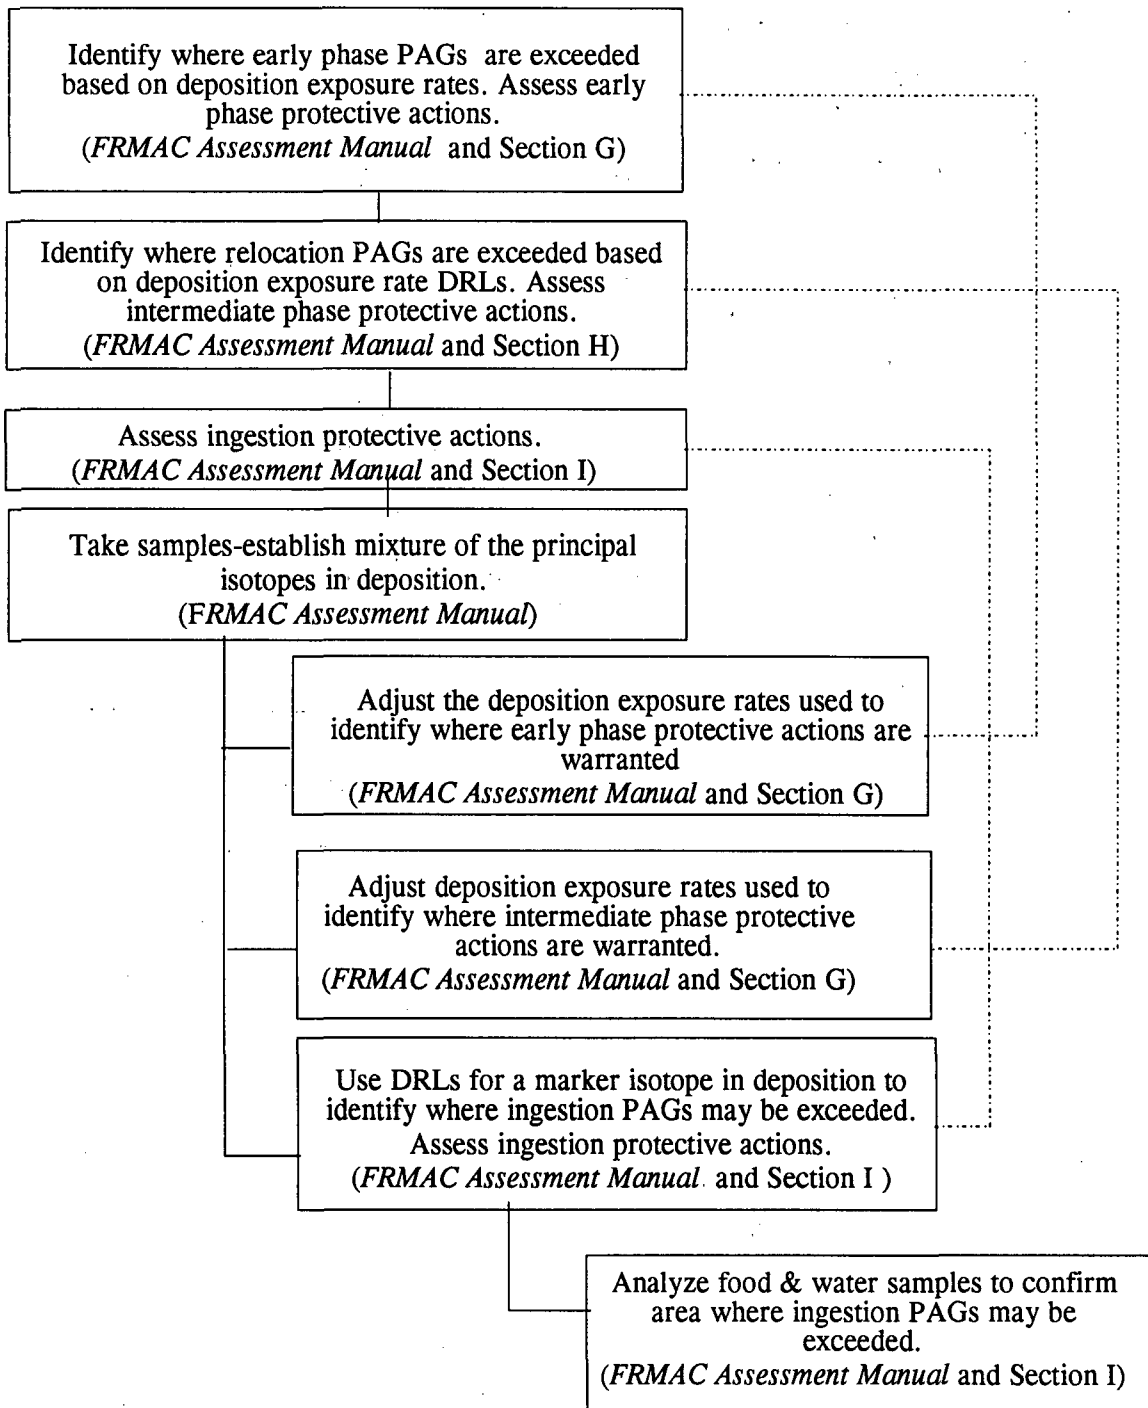 Identify where early phase PAGs are exceeded
based on deposition exposure rates. Assess early
phase protective actions.
(FRMAC Assessment Manual and Section G)
Identify where relocation PAGs are exceeded based
on deposition exposure rate DRLs. Assess
intermediate phase protective actions.
(FRMAC Assessment Manual and Section H)
Assess ingestion protective actions.
(FRMAC Assessment Manual and Section I)
Take samples-establish mixture of the principal
isotopes in deposition.
(FRMAC Assessment Manual)
Adjust the deposition exposure rates used to
identify where early phase protective actions are
warranted
(FRMAC Assessment Manual and Section G)
Adjust deposition exposure rates used to
identify where intermediate phase protective
actions are warranted.
(FRMAC Assessment Manual and Section G)
Use DRLs for a marker isotope in deposition to
identify where ingestion PAGs may be exceeded.
Assess ingestion protective actions.
(FRMAC Assessment Manual and Section I )
Analyze food & water samples to confirm
area where ingestion PAGs may be
exceeded.
(FRMAC Assessment Manual and Section I)